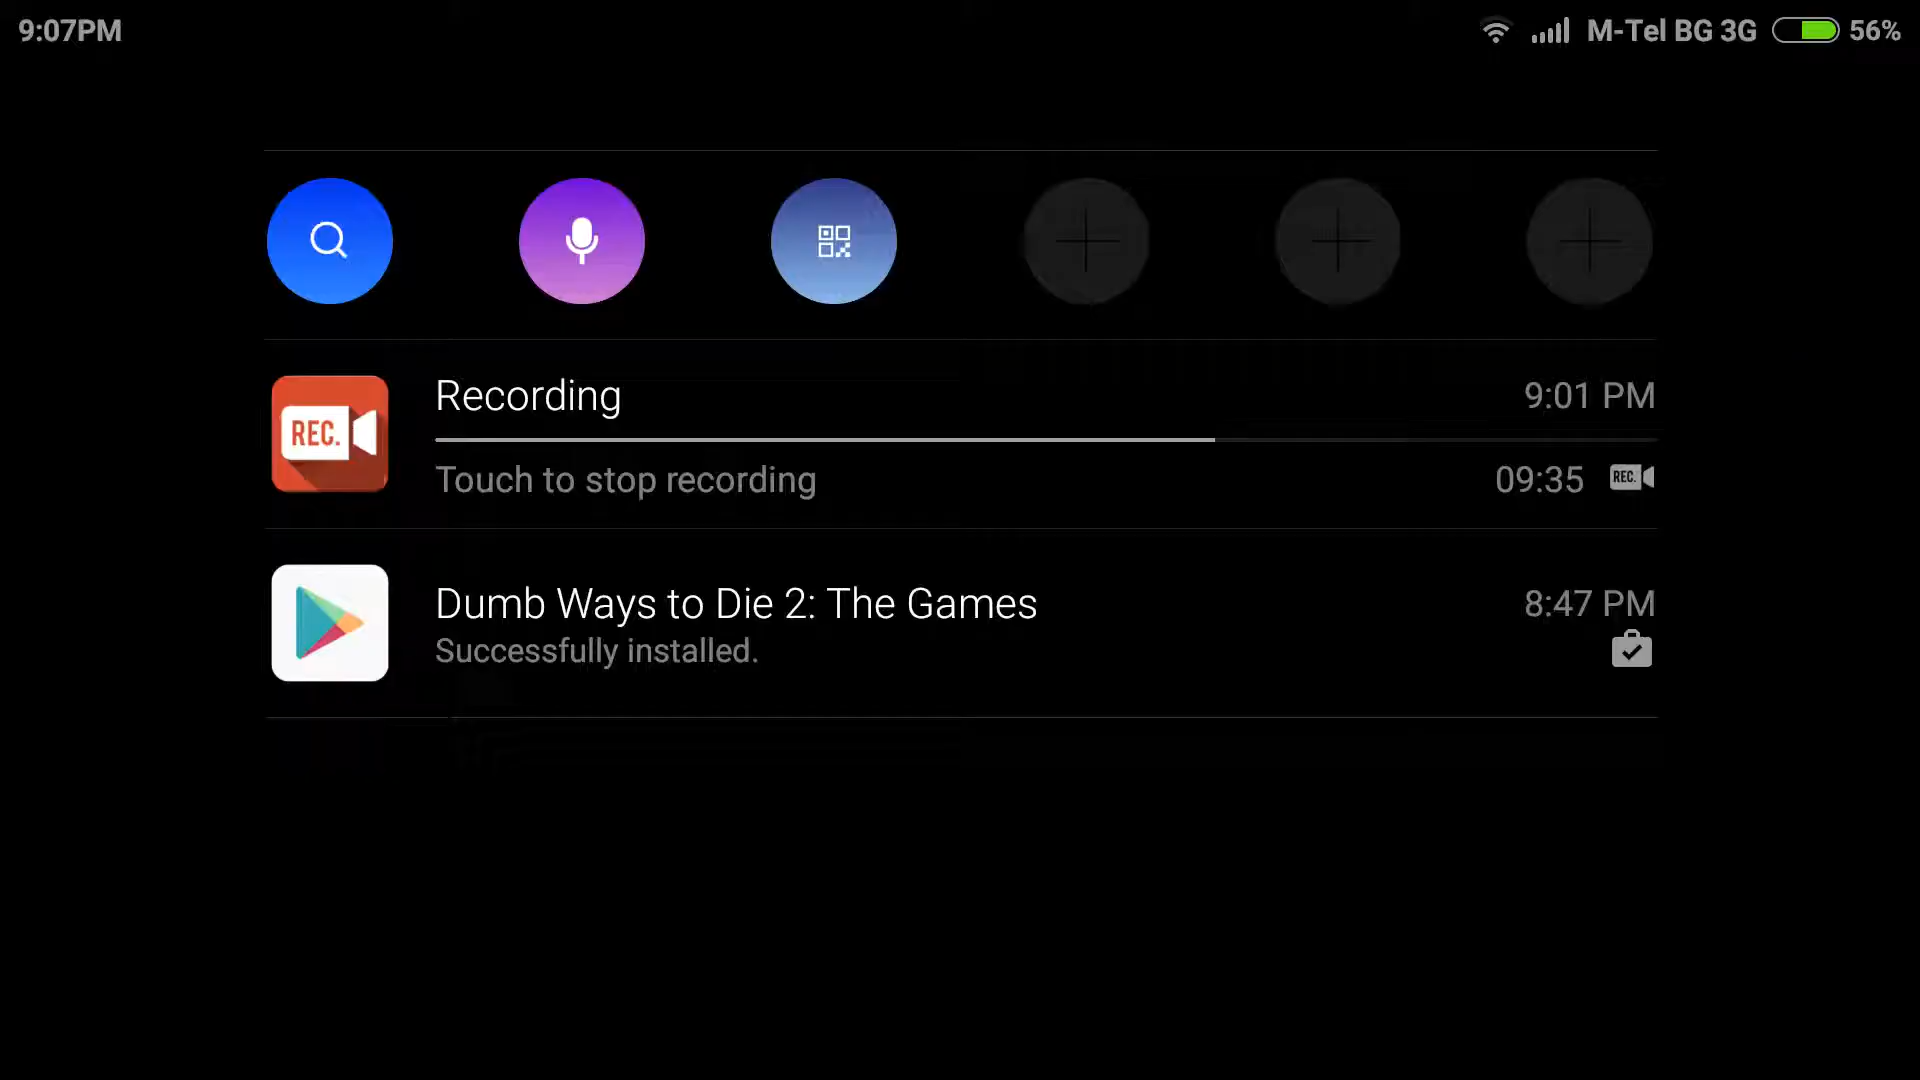 9:07PM
M-Tel BG 3G
56%
REC.
Recording
9:01 PM
Touch to stop recording
09:35
REC.
Dumb Ways to Die 2: The Games
8:47 PM
Successfully installed.